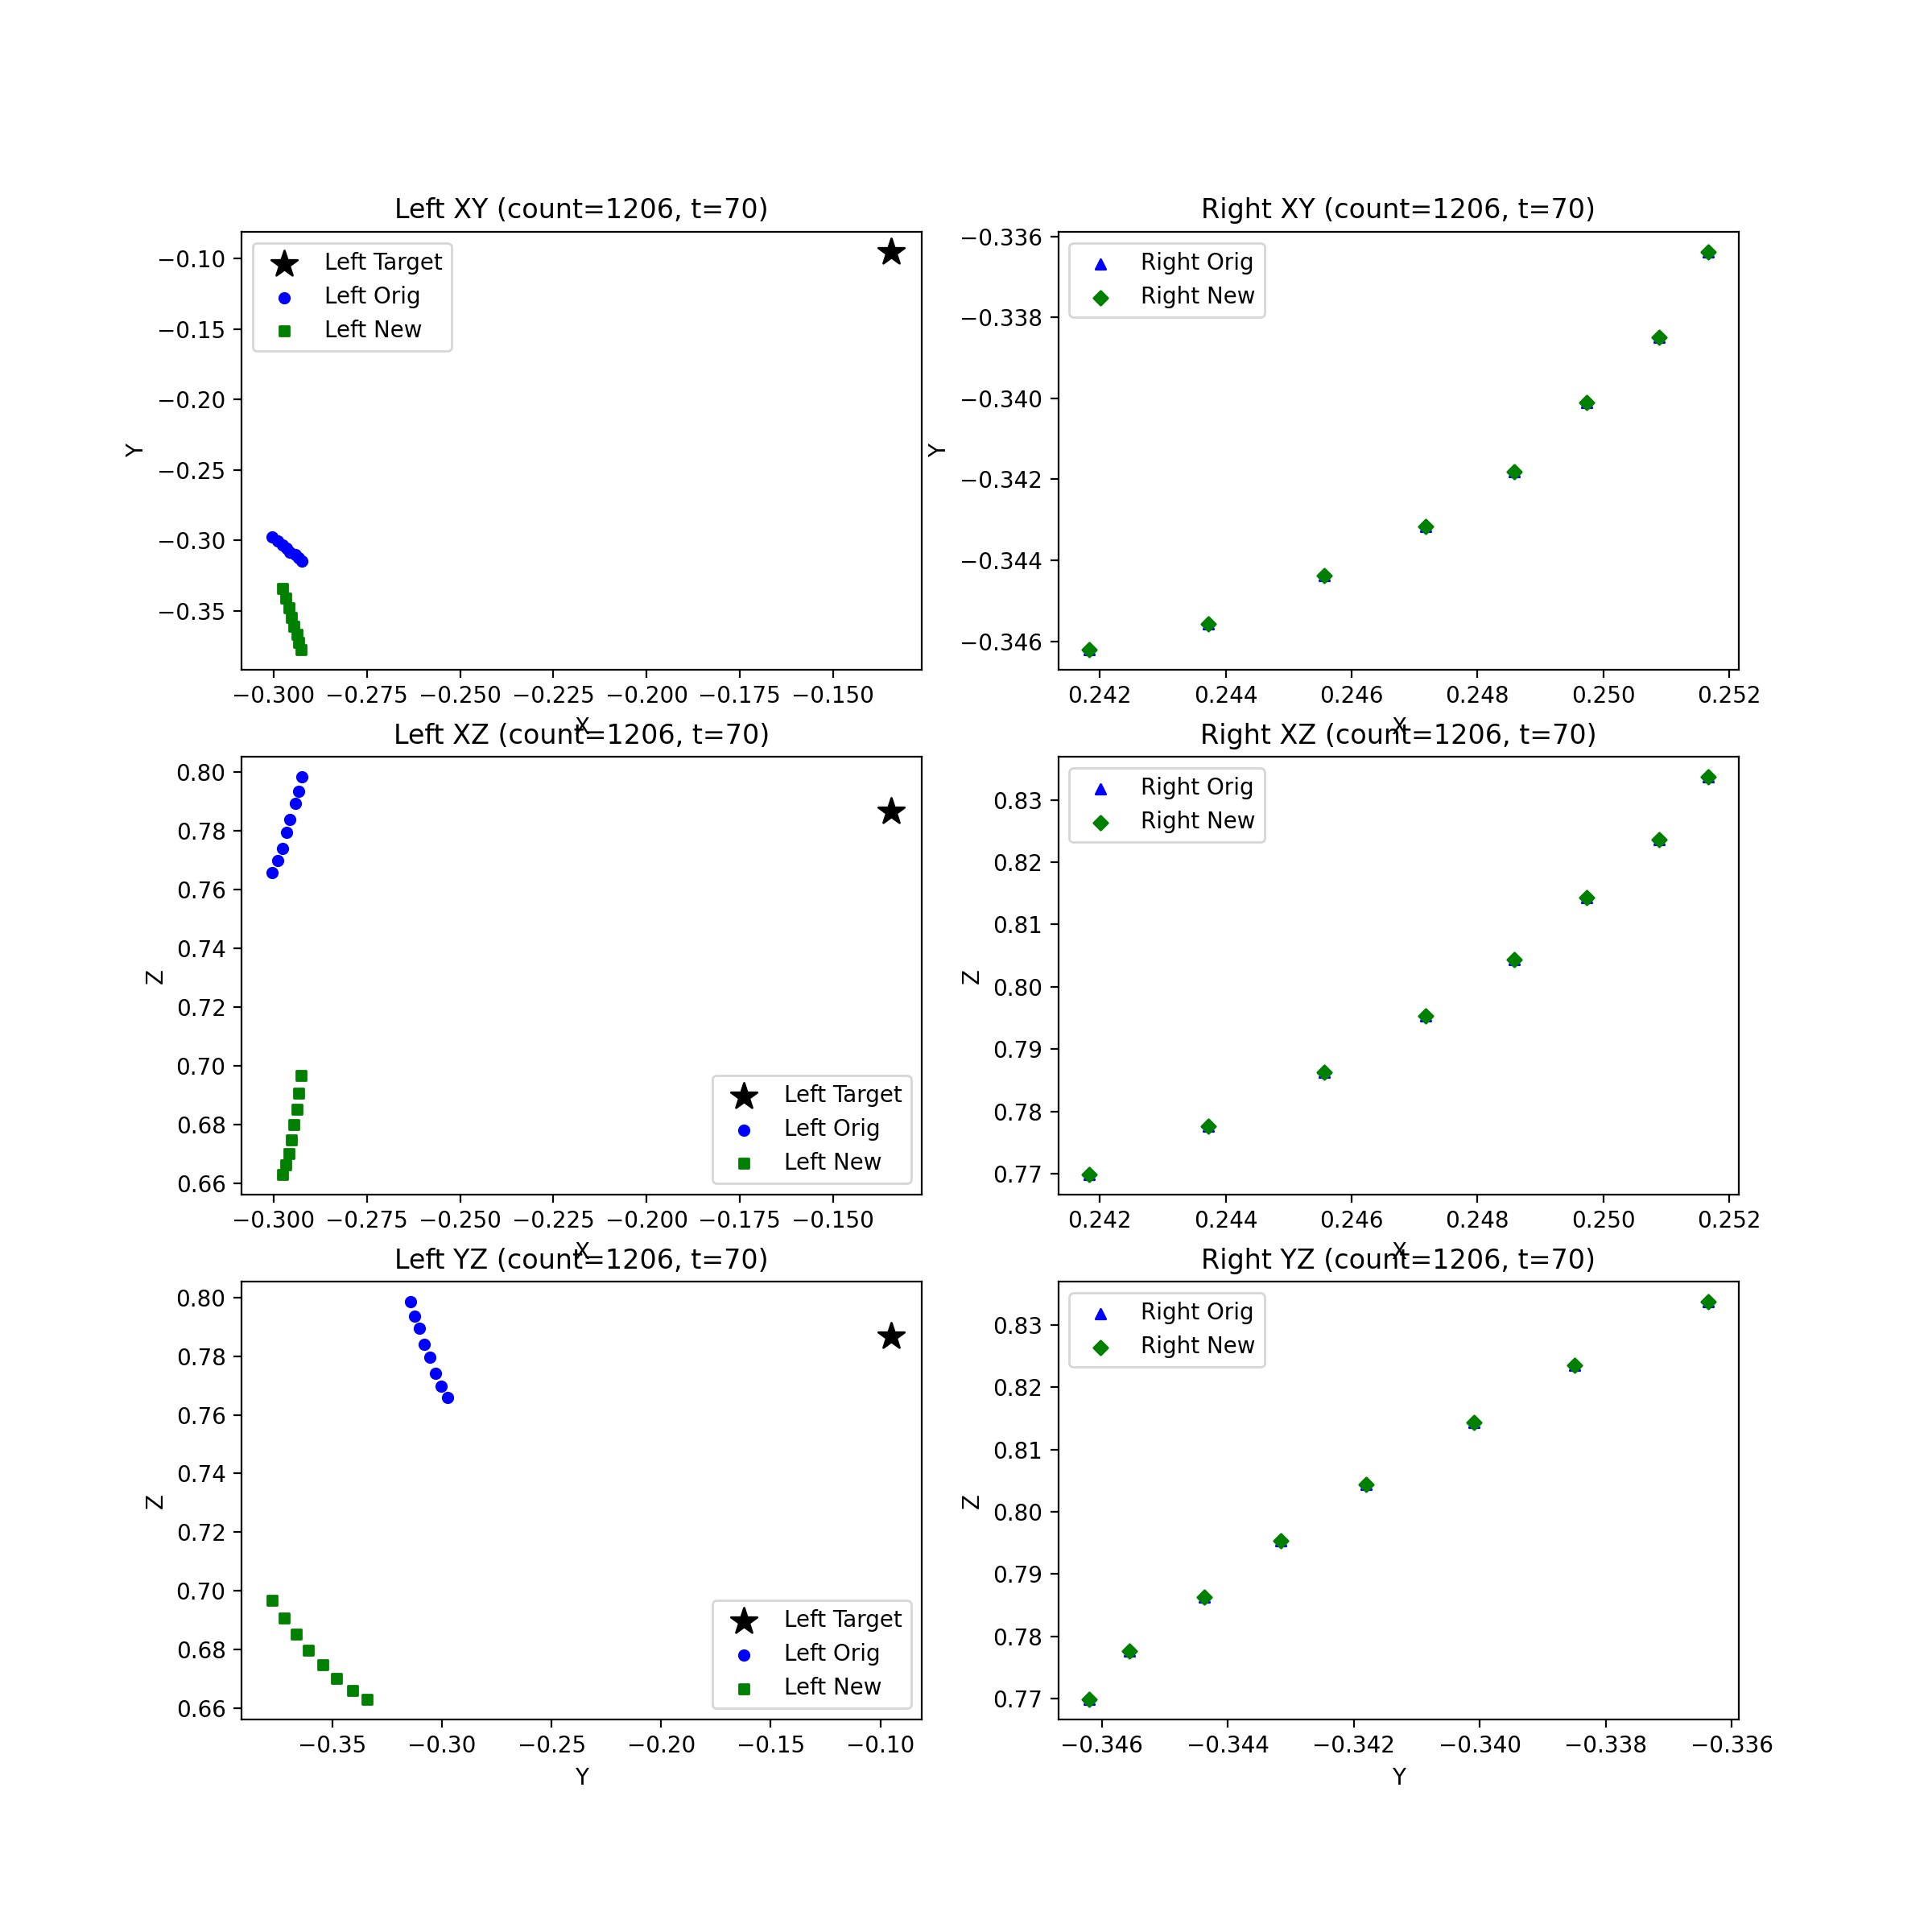 Left XY (count=1206, t=70)
Left Target
Left Orig
Left New
−0.10
−0.15
−0.20
−0.25
−0.30
−0.35
Y
−0.300 −0.275 −0.250 −0.225 −0.200 −0.175 −0.150
X
Right XY (count=1206, t=70)
Right Orig
Right New
−0.336
−0.338
−0.340
−0.342
−0.344
−0.346
Y
0.242 0.244 0.246 0.248 0.250 0.252
X
Left XZ (count=1206, t=70)
0.80
0.78
0.76
0.74
0.72
0.70
0.68
0.66
Z
Left Target
Left Orig
Left New
−0.300 −0.275 −0.250 −0.225 −0.200 −0.175 −0.150
X
Right XZ (count=1206, t=70)
Right Orig
Right New
0.83
0.82
0.81
0.80
0.79
0.78
0.77
Z
0.242 0.244 0.246 0.248 0.250 0.252
X
Left YZ (count=1206, t=70)
0.80
0.78
0.76
0.74
0.72
0.70
0.68
0.66
Z
Left Target
Left Orig
Left New
−0.35 −0.30 −0.25 −0.20 −0.15 −0.10
Y
Right YZ (count=1206, t=70)
Right Orig
Right New
0.83
0.82
0.81
0.80
0.79
0.78
0.77
Z
−0.346 −0.344 −0.342 −0.340 −0.338 −0.336
Y